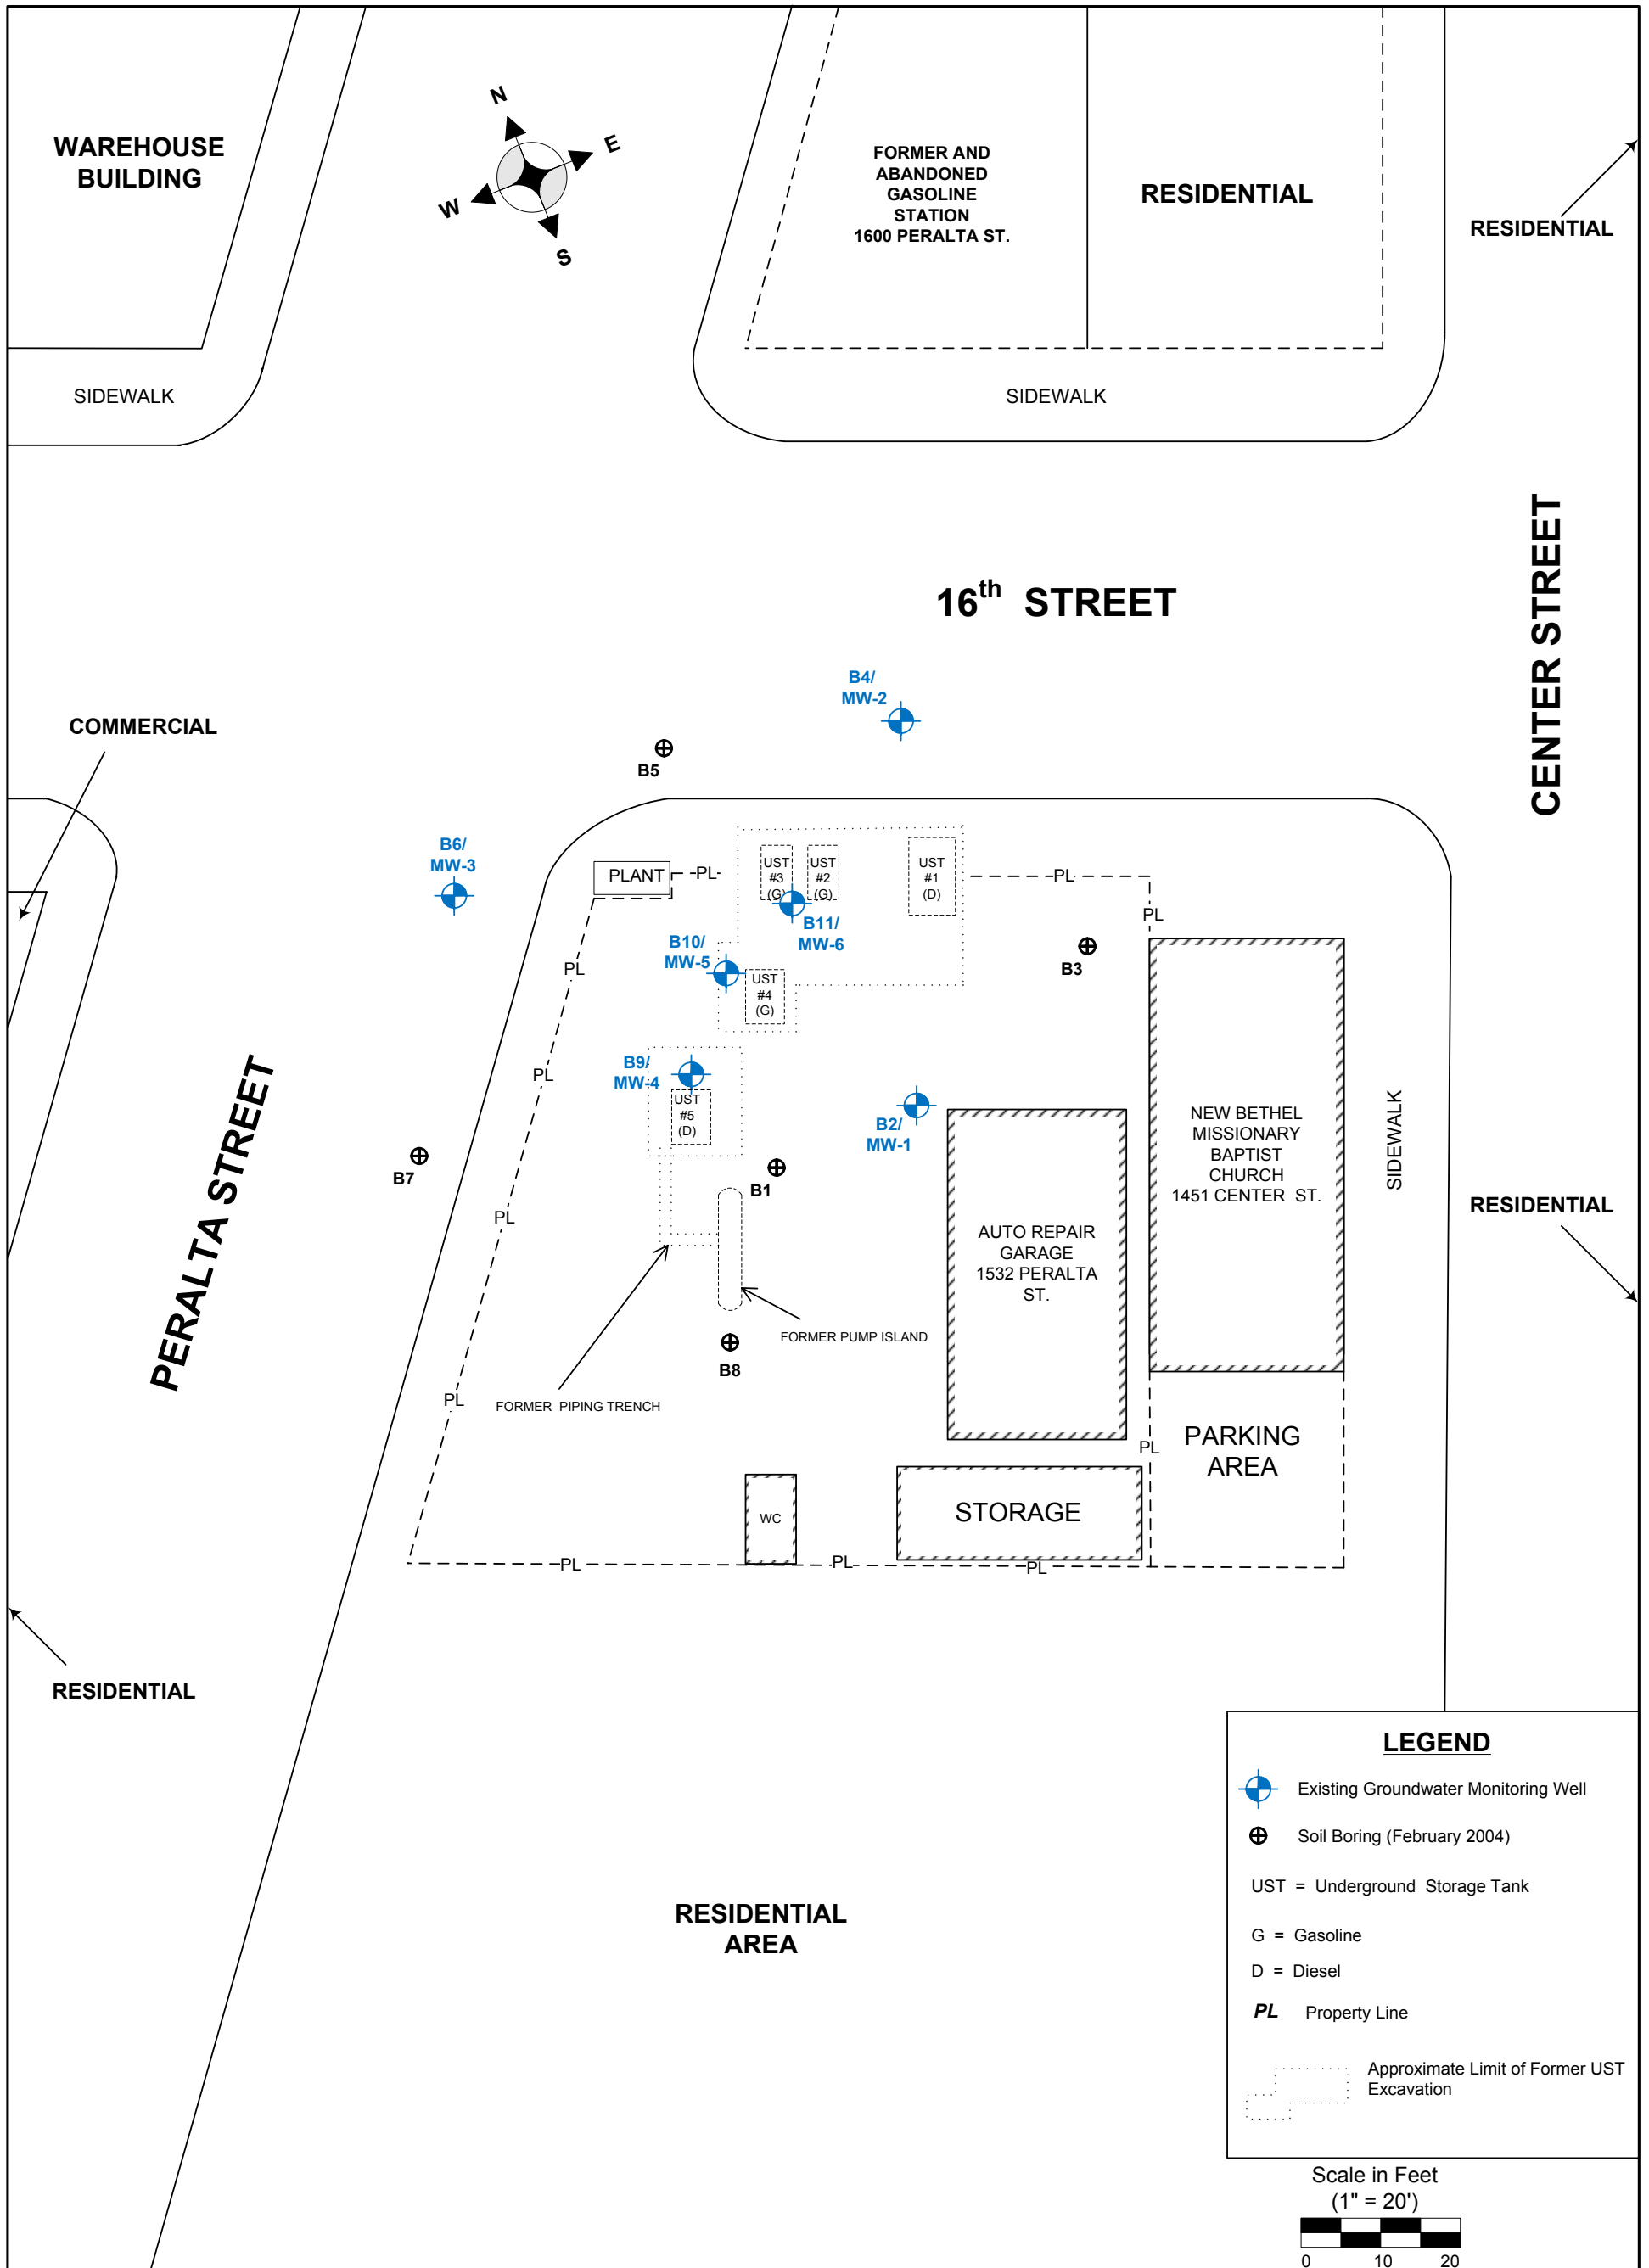 N
E
W
S
WAREHOUSE
BUILDING
FORMER AND
ABANDONED
GASOLINE
STATION
1600 PERALTA ST.
RESIDENTIAL
RESIDENTIAL
SIDEWALK
SIDEWALK
16th STREET
CENTER STREET
B4/
MW-2
COMMERCIAL
B5
B6/
MW-3
PLANT
PL
UST
#3
(G)
UST
#2
(G)
UST
#1
(D)
PL
PL
B11/
MW-6
B10/
MW-5
B3
PL
UST
#4
(G)
PL
B9/
MW-4
UST
#5
(D)
B2/
MW-1
NEW BETHEL
MISSIONARY
BAPTIST
CHURCH
1451 CENTER ST.
SIDEWALK
PERALTA STREET
B7
B1
PL
RESIDENTIAL
AUTO REPAIR
GARAGE
1532 PERALTA
ST.
FORMER PUMP ISLAND
B8
PL
FORMER PIPING TRENCH
PL
PARKING
AREA
WC
STORAGE
PL
PL
PL
RESIDENTIAL
RESIDENTIAL
AREA
LEGEND
Existing Groundwater Monitoring Well
Soil Boring (February 2004)
UST = Underground Storage Tank
G = Gasoline
D = Diesel
PL Property Line
Approximate Limit of Former UST
Excavation
Scale in Feet
(1" = 20')
0 10 20